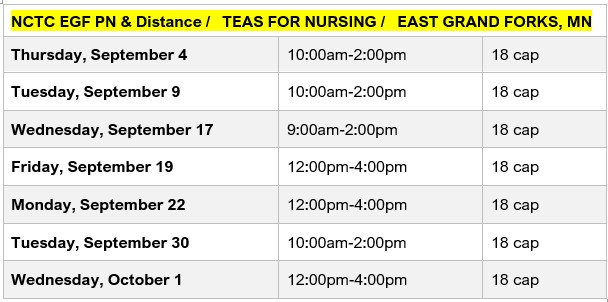 NCTC EGF PN & Distance / TEAS FOR NURSING / EAST GRAND FORKS, MN
Thursday, September 4 10:00am-2:00pm 18 cap
Tuesday, September 9 10:00am-2:00pm 18 cap
Wednesday, September 17 9:00am-2:00pm 18 cap
Friday, September 19 12:00pm-4:00pm 18 cap
Monday, September 22 12:00pm-4:00pm 18 cap
Tuesday, September 30 10:00am-2:00pm 18 cap
Wednesday, October 1 12:00pm-4:00pm 18 cap